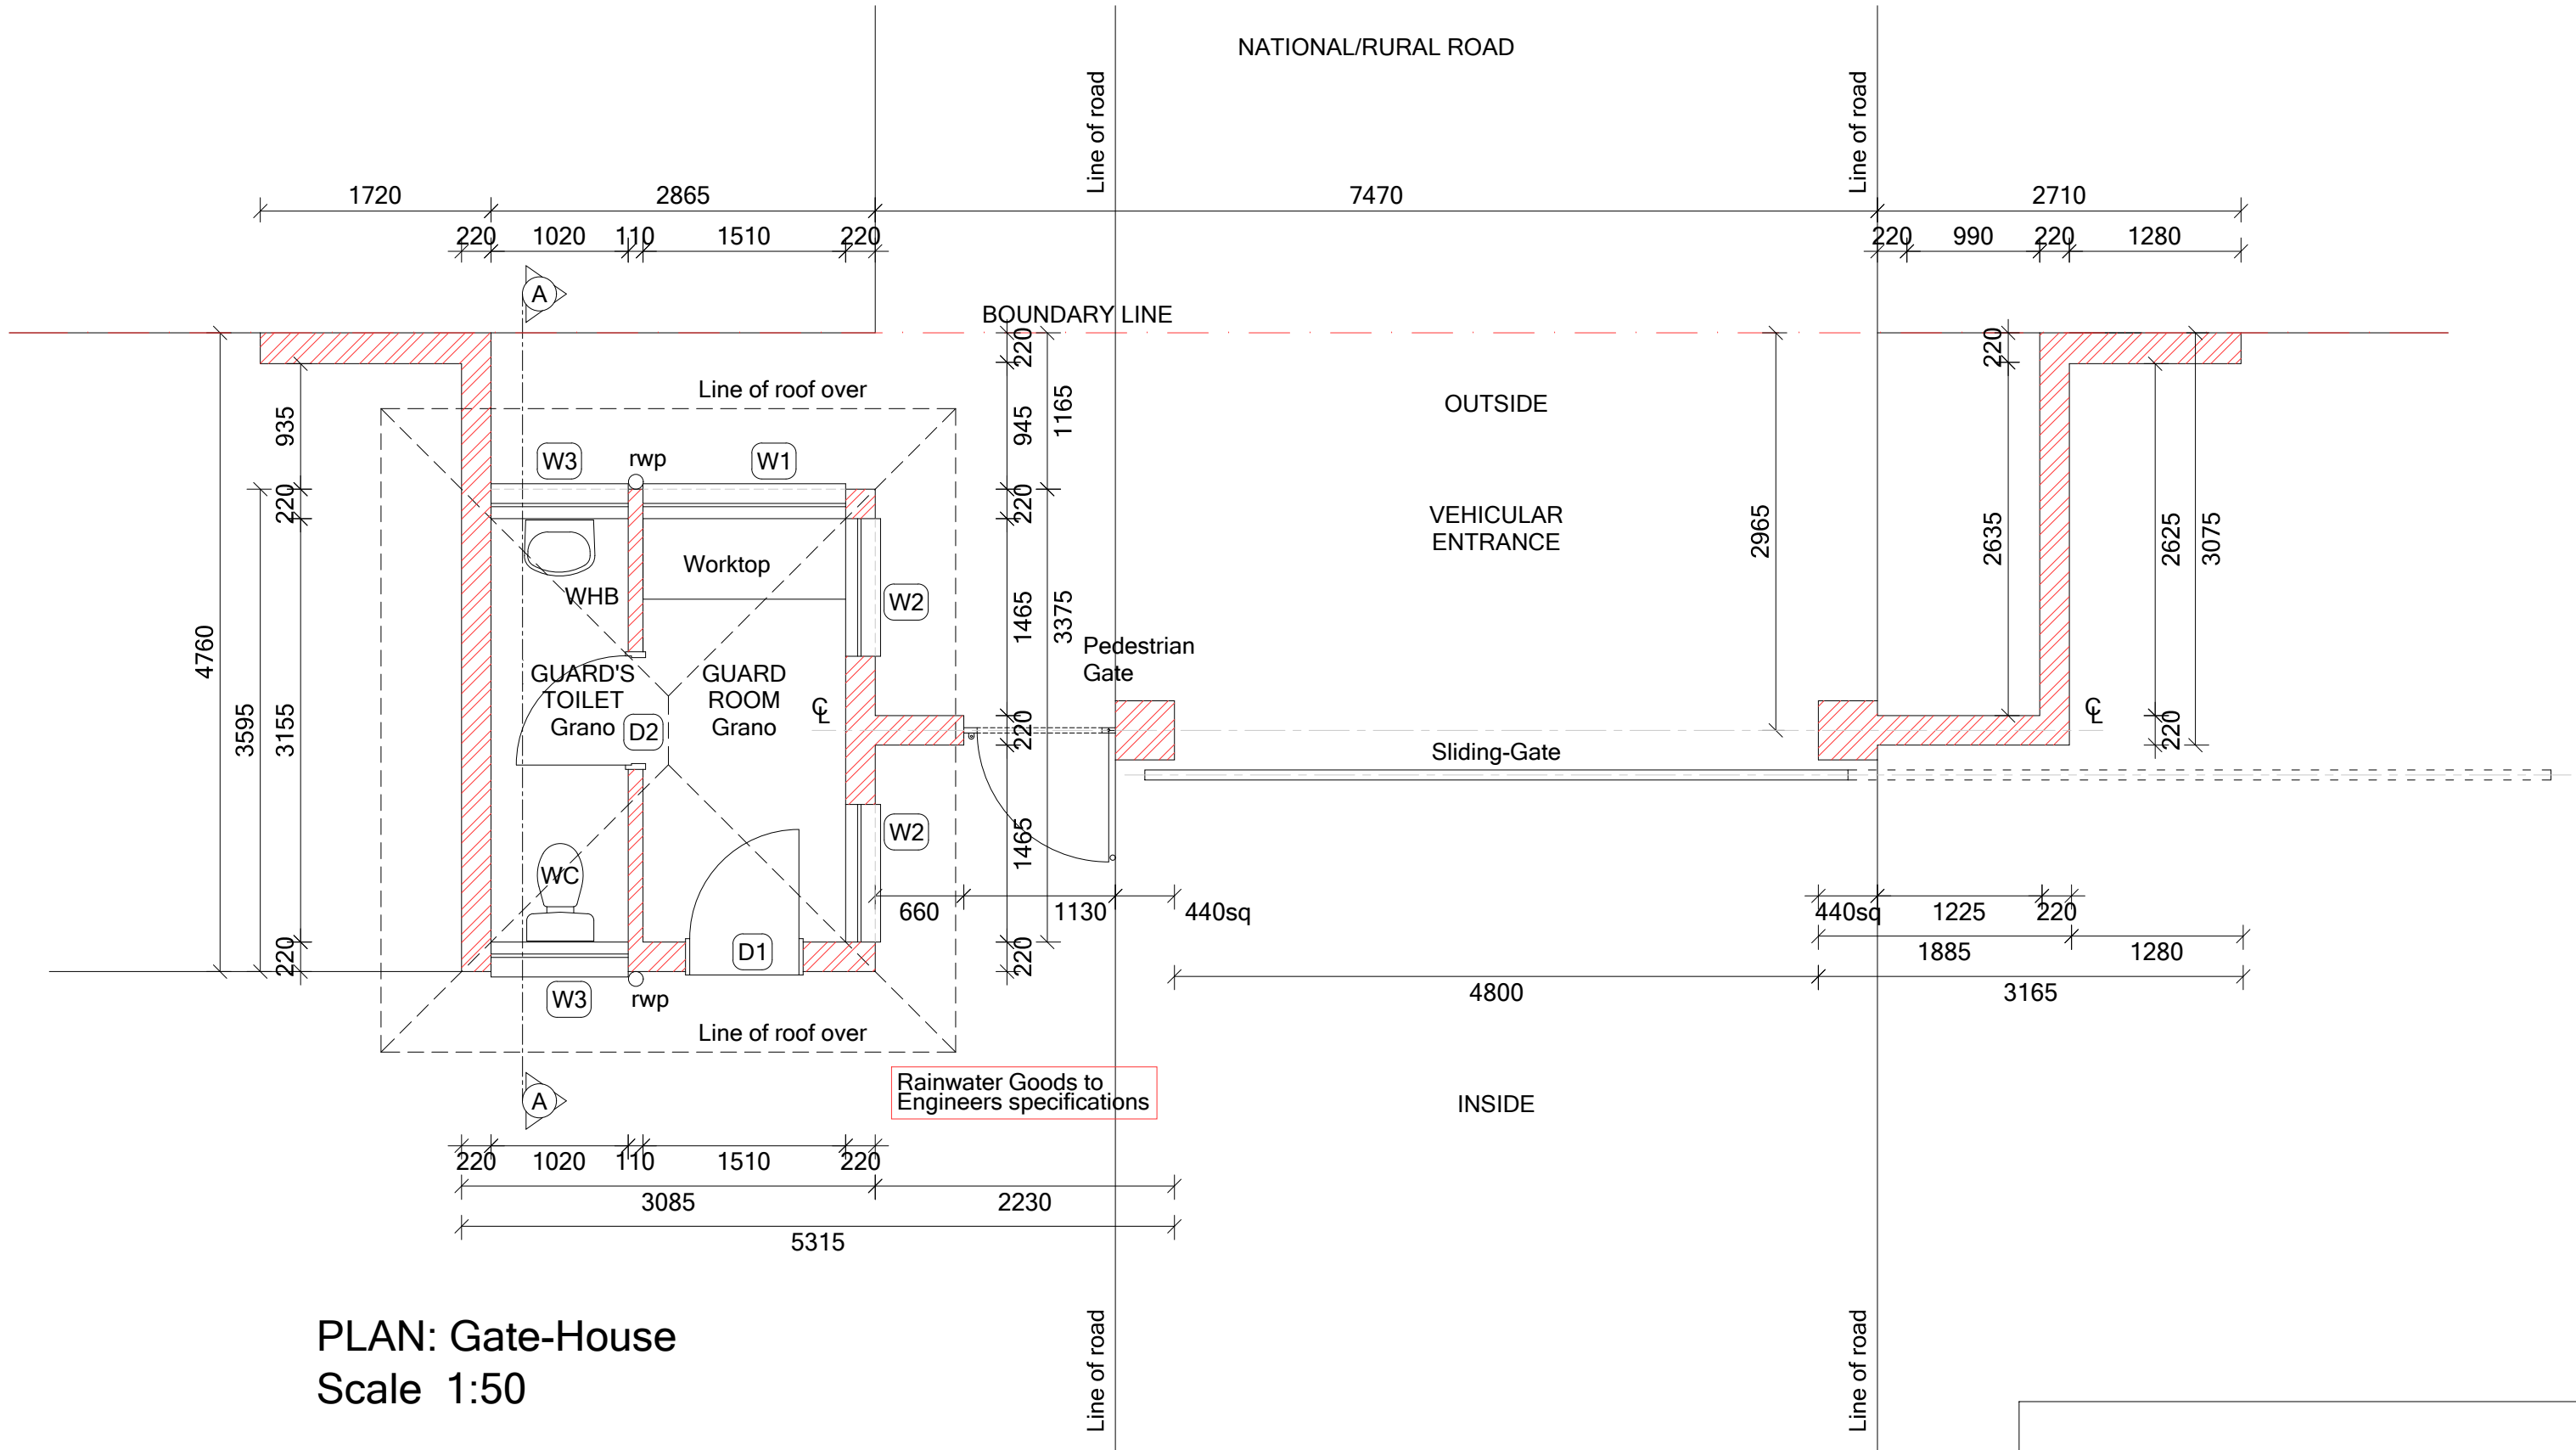 NATIONAL/RURAL ROAD
Line of road
Line of road
1720
2865
7470
2710
220
1020
110
1510
220
220
990
220
1280
A
BOUNDARY LINE
220
220
Line of roof over
OUTSIDE
935
945
1165
W3
rwp
W1
220
220
VEHICULAR
ENTRANCE
2965
2635
2625
3075
Worktop
WHB
W2
1465
3375
4760
3595
3155
Pedestrian
Gate
GUARD'S
TOILET
Grano
GUARD
ROOM
Grano
℄
D2
220
℄
220
Sliding-Gate
W2
1465
WC
660
1130
440sq
440sq
1225
220
D1
220
220
1885
1280
4800
3165
W3
rwp
Line of roof over
Rainwater Goods to
Engineers specifications
A
INSIDE
220
1020
110
1510
220
3085
2230
5315
PLAN: Gate-House
Scale 1:50
Line of road
Line of road